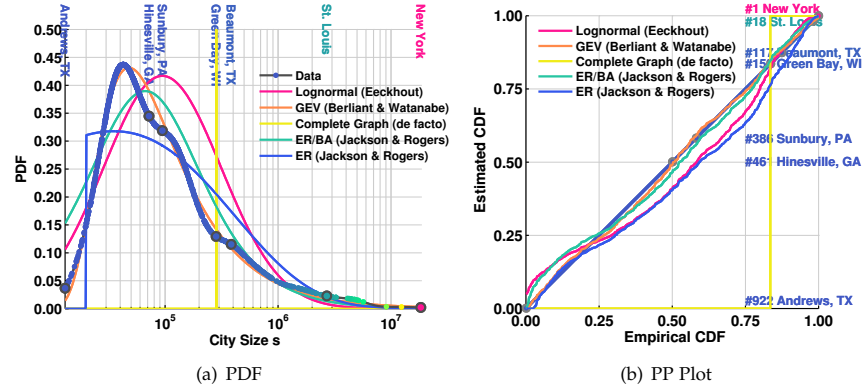 Andrews, TX
Hinesville, GA
Sunbury, PA
Green Bay, WI
Beaumont, TX
St. Louis
New York
0.50
0.45
0.40
0.35
0.30
0.25
0.20
0.15
0.10
0.05
0.00
PDF
Data
Lognormal (Eeckhout)
GEV (Berliant & Watanabe)
Complete Graph (de facto)
ER/BA (Jackson & Rogers)
ER (Jackson & Rogers)
10^5
10^6
10^7
City Size s
(a) PDF
1.00
0.75
0.50
0.25
0.00
Estimated CDF
Lognormal (Eeckhout)
GEV (Berliant & Watanabe)
Complete Graph (de facto)
ER/BA (Jackson & Rogers)
ER (Jackson & Rogers)
#1 New York
#18 St. Louis
#117 Beaumont, TX
Green Bay, WI
#386 Sunbury, PA
#461 Hinesville, GA
#922 Andrews, TX
0.00
0.25
0.50
0.75
1.00
Empirical CDF
(b) PP Plot